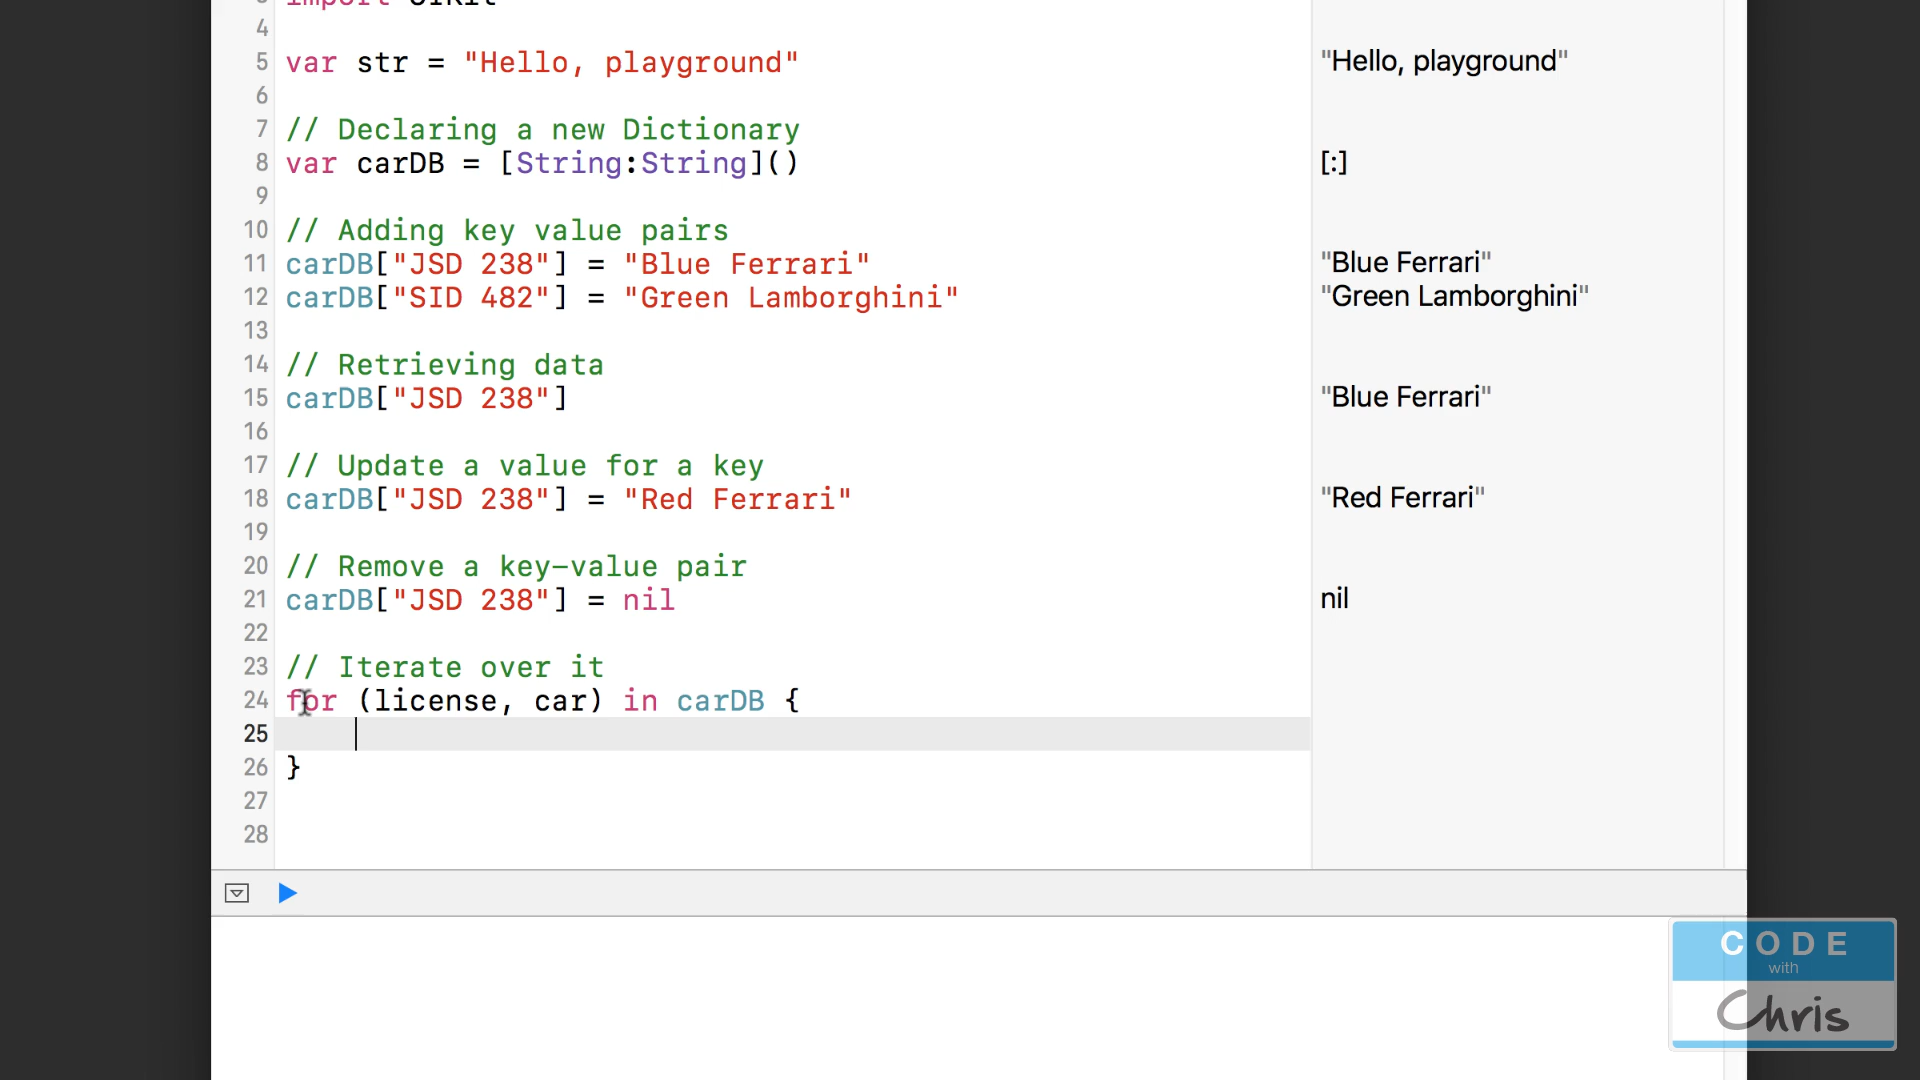 3 import UIKit
4
5 var str = "Hello, playground" "Hello, playground"
6
7 // Declaring a new Dictionary
8 var carDB = [String:String]() [:]
9
10 // Adding key value pairs
11 carDB["JSD 238"] = "Blue Ferrari" "Blue Ferrari"
12 carDB["SID 482"] = "Green Lamborghini" "Green Lamborghini"
13
14 // Retrieving data
15 carDB["JSD 238"] "Blue Ferrari"
16
17 // Update a value for a key
18 carDB["JSD 238"] = "Red Ferrari" "Red Ferrari"
19
20 // Remove a key-value pair
21 carDB["JSD 238"] = nil nil
22
23 // Iterate over it
24 for (license, car) in carDB {
25
26 }
27
28
CODE
with
Chris